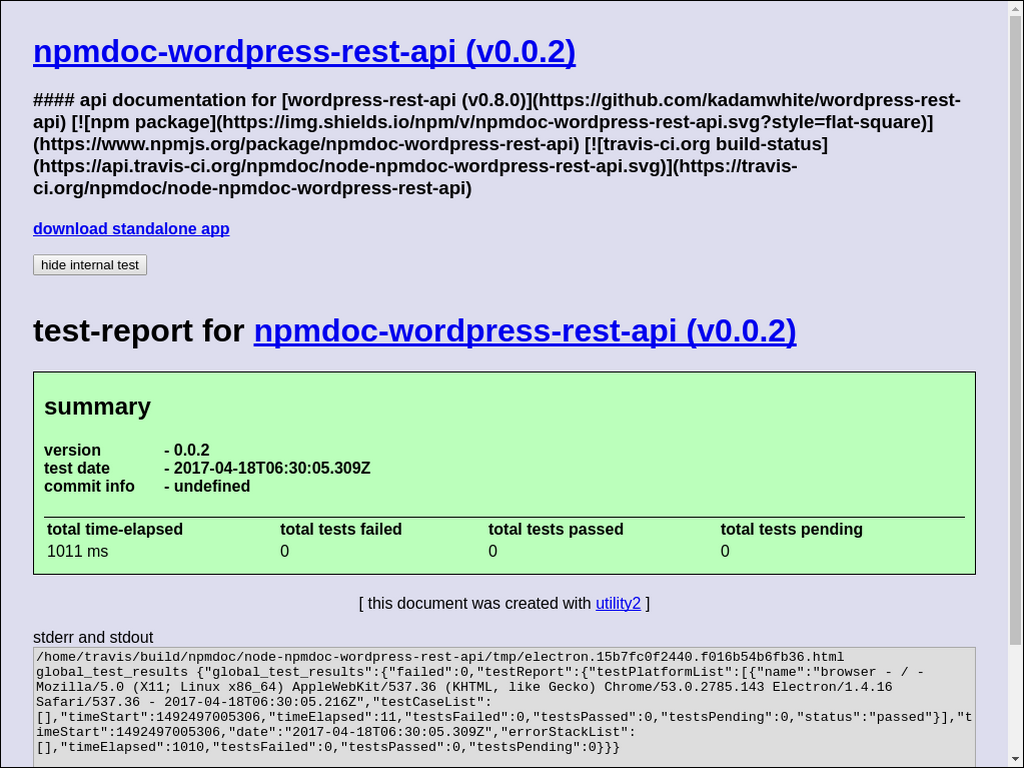 npmdoc-wordpress-rest-api (v0.0.2)
#### api documentation for [wordpress-rest-api (v0.8.0)](https://github.com/kadamwhite/wordpress-rest-
api) [![npm package](https://img.shields.io/npm/v/npmdoc-wordpress-rest-api.svg?style=flat-square)]
(https://www.npmjs.org/package/npmdoc-wordpress-rest-api) [![travis-ci.org build-status]
(https://api.travis-ci.org/npmdoc/node-npmdoc-wordpress-rest-api.svg)](https://travis-
ci.org/npmdoc/node-npmdoc-wordpress-rest-api)
download standalone app
hide internal test
test-report for npmdoc-wordpress-rest-api (v0.0.2)
summary
version - 0.0.2
test date - 2017-04-18T06:30:05.309Z
commit info - undefined
total time-elapsed total tests failed total tests passed total tests pending
1011 ms 0 0 0
[ this document was created with utility2 ]
stderr and stdout
/home/travis/build/npmdoc/node-npmdoc-wordpress-rest-api/tmp/electron.15b7fc0f2440.f016b54b6fb36.html
global_test_results {"global_test_results":{"failed":0,"testReport":{"testPlatformList":[{"name":"browser - / -
Mozilla/5.0 (X11; Linux x86_64) AppleWebKit/537.36 (KHTML, like Gecko) Chrome/53.0.2785.143 Electron/1.4.16
Safari/537.36 - 2017-04-18T06:30:05.216Z","testCaseList":
[],"timeStart":1492497005306,"timeElapsed":11,"testsFailed":0,"testsPassed":0,"testsPending":0,"status":"passed"}],"t
imeStart":1492497005306,"date":"2017-04-18T06:30:05.309Z","errorStackList":
[],"timeElapsed":1010,"testsFailed":0,"testsPassed":0,"testsPending":0}}}